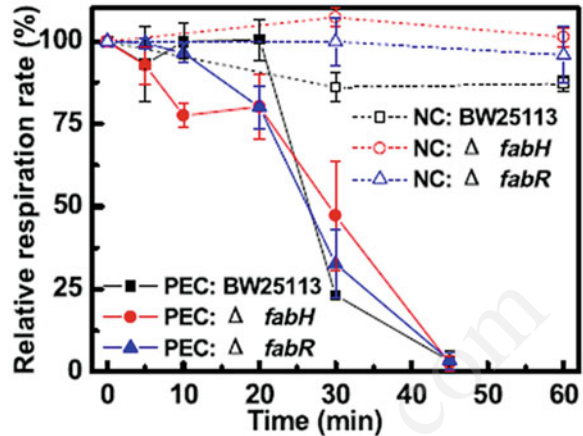 Relative respiration rate (%)
100
75
50
25
0
NC: BW25113
NC: Δ fabH
NC: Δ fabR
PEC: BW25113
PEC: Δ fabH
PEC: Δ fabR
0 10 20 30 40 50 60
Time (min)
com